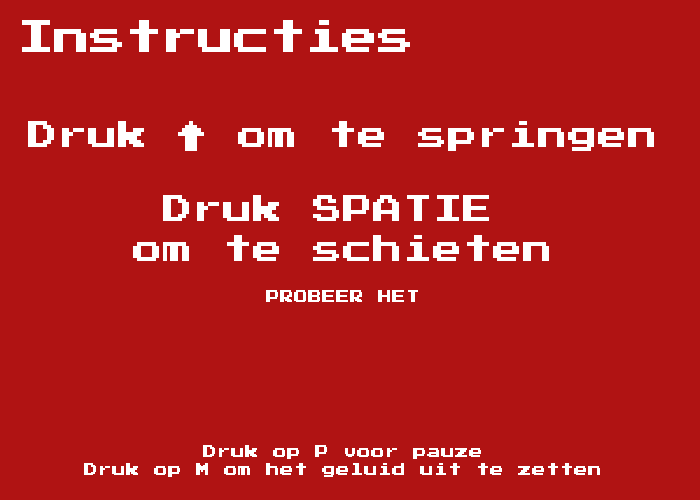 Instructies
Druk ⬆ om te springen
Druk SPATIE
om te schieten
PROBEER HET
Druk op P voor pauze
Druk op M om het geluid uit te zetten